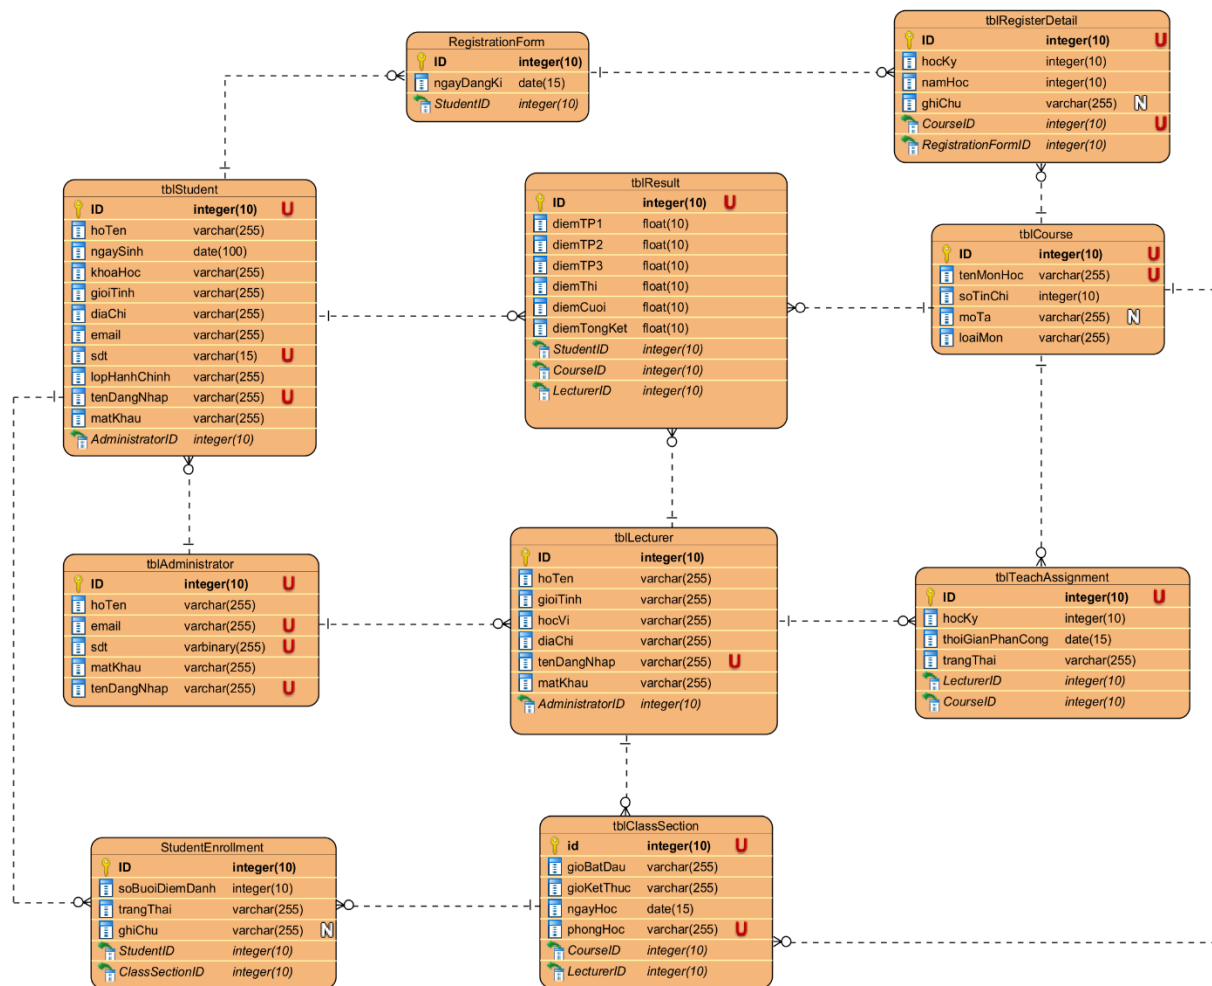 RegistrationForm
ID integer(10)
ngayDangKi date(15)
StudentID integer(10)
tblRegisterDetail
ID integer(10) U
hocKy integer(10)
namHoc integer(10)
ghiChu varchar(255) N
CourseID integer(10) U
RegistrationFormID integer(10)
tblStudent
ID integer(10) U
hoTen varchar(255)
ngaySinh date(100)
khoaHoc varchar(255)
gioiTinh varchar(255)
diaChi varchar(255)
email varchar(255)
sdt varchar(15) U
lopHanhChinh varchar(255)
tenDangNhap varchar(255) U
matKhau varchar(255)
AdministratorID integer(10)
tblResult
ID integer(10) U
diemTP1 float(10)
diemTP2 float(10)
diemTP3 float(10)
diemThi float(10)
diemCuoi float(10)
diemTongKet float(10)
StudentID integer(10)
CourseID integer(10)
LecturerID integer(10)
tblCourse
ID integer(10) U
tenMonHoc varchar(255) U
soTinChi integer(10)
moTa varchar(255) N
loaiMon varchar(255)
tblAdministrator
ID integer(10) U
hoTen varchar(255)
email varchar(255) U
sdt varbinary(255) U
matKhau varchar(255)
tenDangNhap varchar(255) U
tblLecturer
ID integer(10)
hoTen varchar(255)
gioiTinh varchar(255)
hocVi varchar(255)
diaChi varchar(255)
tenDangNhap varchar(255) U
matKhau varchar(255)
AdministratorID integer(10)
tblTeachAssignment
ID integer(10) U
hocKy integer(10)
thoiGianPhanCong date(15)
trangThai varchar(255)
LecturerID integer(10)
CourseID integer(10)
StudentEnrollment
ID integer(10)
soBuoiDiemDanh integer(10)
trangThai varchar(255)
ghiChu varchar(255) N
StudentID integer(10)
ClassSectionID integer(10)
tblClassSection
id integer(10) U
gioBatDau varchar(255)
gioKetThuc varchar(255)
ngayHoc date(15)
phongHoc varchar(255) U
CourseID integer(10)
LecturerID integer(10)